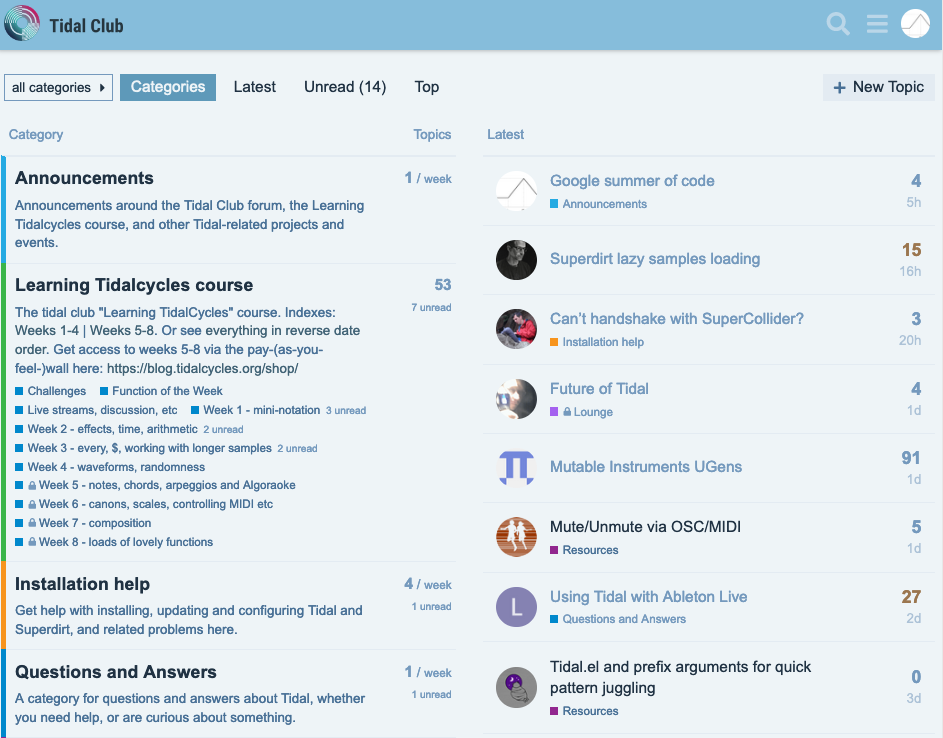 Tidal Club
all categories
Categories
Latest
Unread (14)
Top
+ New Topic
Category
Topics
Announcements
1 / week
Announcements around the Tidal Club forum, the Learning
Tidalcycles course, and other Tidal-related projects and
events.
Learning Tidalcycles course
53
7 unread
The tidal club "Learning TidalCycles" course. Indexes:
Weeks 1-4 | Weeks 5-8. Or see everything in reverse date
order. Get access to weeks 5-8 via the pay-(as-you-
feel-)wall here: https://blog.tidalcycles.org/shop/
Challenges Function of the Week
Live streams, discussion, etc Week 1 - mini-notation 3 unread
Week 2 - effects, time, arithmetic 2 unread
Week 3 - every, $, working with longer samples 2 unread
Week 4 - waveforms, randomness
Week 5 - notes, chords, arpeggios and Algoraoke
Week 6 - canons, scales, controlling MIDI etc
Week 7 - composition
Week 8 - loads of lovely functions
Installation help
4 / week
1 unread
Get help with installing, updating and configuring Tidal and
Superdirt, and related problems here.
Questions and Answers
1 / week
1 unread
A category for questions and answers about Tidal, whether
you need help, or are curious about something.
Latest
Google summer of code
4
Announcements
5h
Superdirt lazy samples loading
15
16h
Can't handshake with SuperCollider?
3
Installation help
20h
Future of Tidal
4
Lounge
1d
Mutable Instruments UGens
91
1d
Mute/Unmute via OSC/MIDI
5
Resources
1d
L
Using Tidal with Ableton Live
27
Questions and Answers
2d
Tidal.el and prefix arguments for quick
pattern juggling
0
Resources
3d